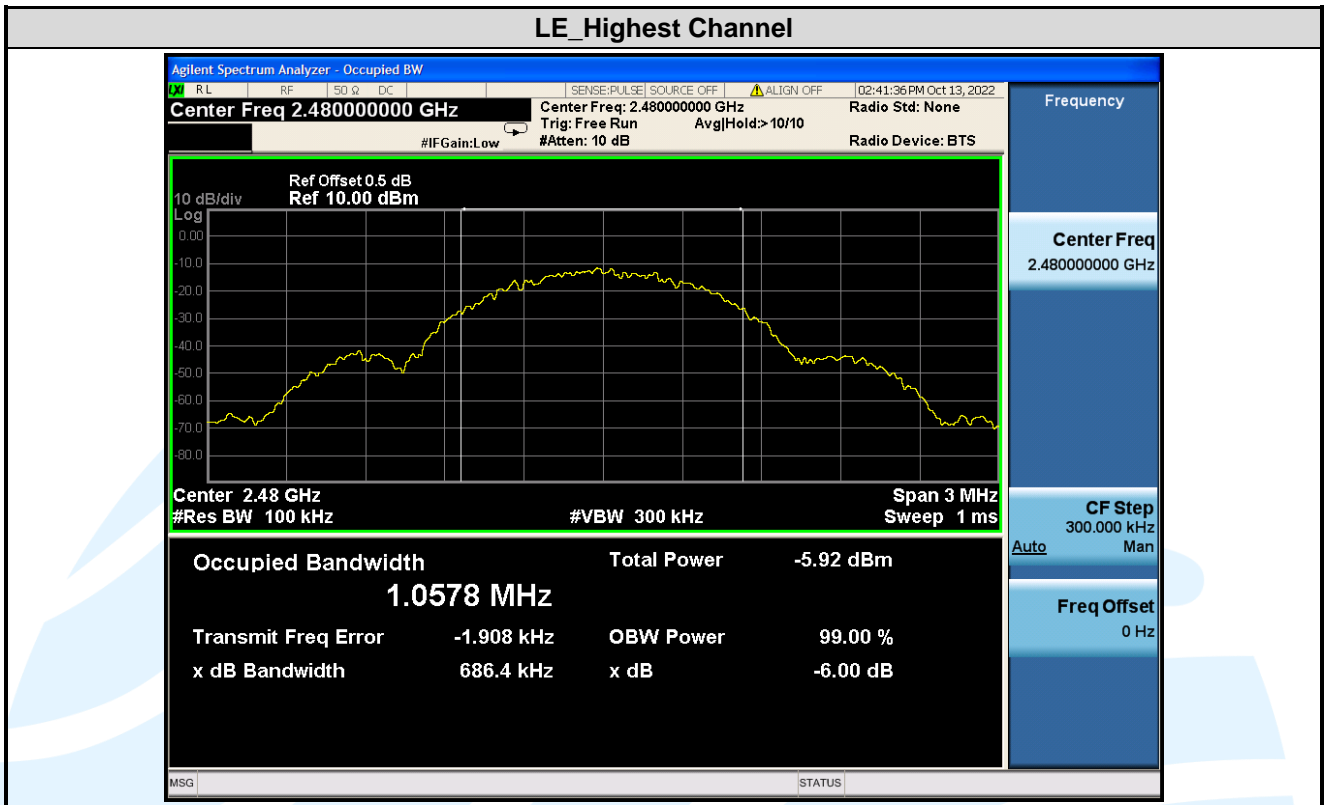 LE_Highest Channel
Agilent Spectrum Analyzer - Occupied BW
LXI RL RF 50 Ω DC SENSE:PULSE SOURCE OFF ALIGN OFF 02:41:36 PM Oct 13, 2022
Center Freq 2.480000000 GHz
Center Freq: 2.480000000 GHz Radio Std: None
Trig: Free Run Avg|Hold:> 10/10
#IFGain:Low #Atten: 10 dB Radio Device: BTS
Ref Offset 0.5 dB
10 dB/div Ref 10.00 dBm
Log
0.00
-10.0
-20.0
-30.0
-40.0
-50.0
-60.0
-70.0
-80.0
Center 2.48 GHz Span 3 MHz
#Res BW 100 kHz #VBW 300 kHz Sweep 1 ms
Occupied Bandwidth Total Power -5.92 dBm
1.0578 MHz
Transmit Freq Error -1.908 kHz OBW Power 99.00 %
x dB Bandwidth 686.4 kHz x dB -6.00 dB
MSG STATUS
Frequency
Center Freq
2.480000000 GHz
CF Step
300.000 kHz
Auto Man
Freq Offset
0 Hz